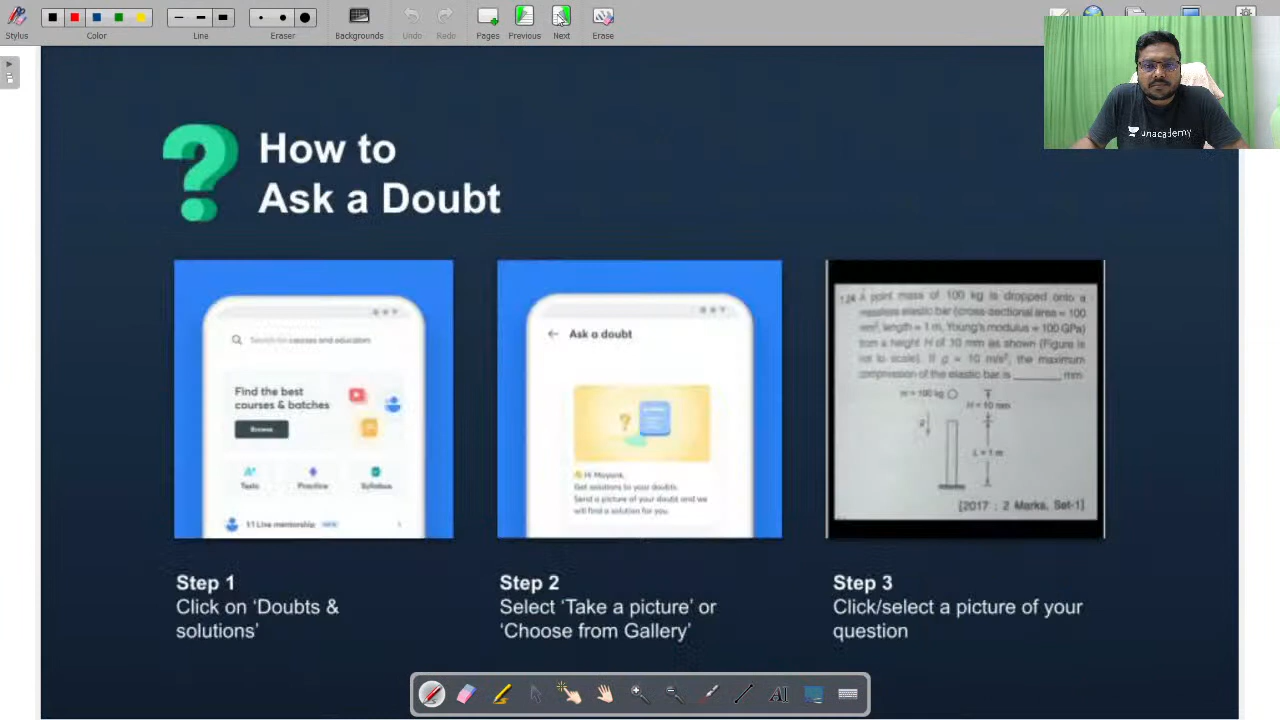 Stylus
Color
Line
Eraser
Backgrounds
Undo
Redo
Pages
Previous
Next
Erase
unacademy
How to
Ask a Doubt
Search for courses and educators
Find the best
courses & batches
Browse
Tests
Practice
Syllabus
1:1 Live mentorship NEW
Ask a doubt
Hi Mayank,
Get solutions to your doubts.
Send a picture of your doubt and we
will find a solution for you.
A point mass of 100 kg is dropped onto a
massless elastic bar (cross-sectional area = 100
mm², length = 1 m, Young's modulus = 100 GPa)
from a height H of 10 mm as shown (Figure is
not to scale). If g = 10 m/s², the maximum
compression of the elastic bar is _______ mm.
m = 100 kg
H = 10 mm
g
L = 1 m
[2017 : 2 Marks, Set-1]
Step 1
Click on ‘Doubts &
solutions’
Step 2
Select ‘Take a picture’ or
‘Choose from Gallery’
Step 3
Click/select a picture of your
question
AI